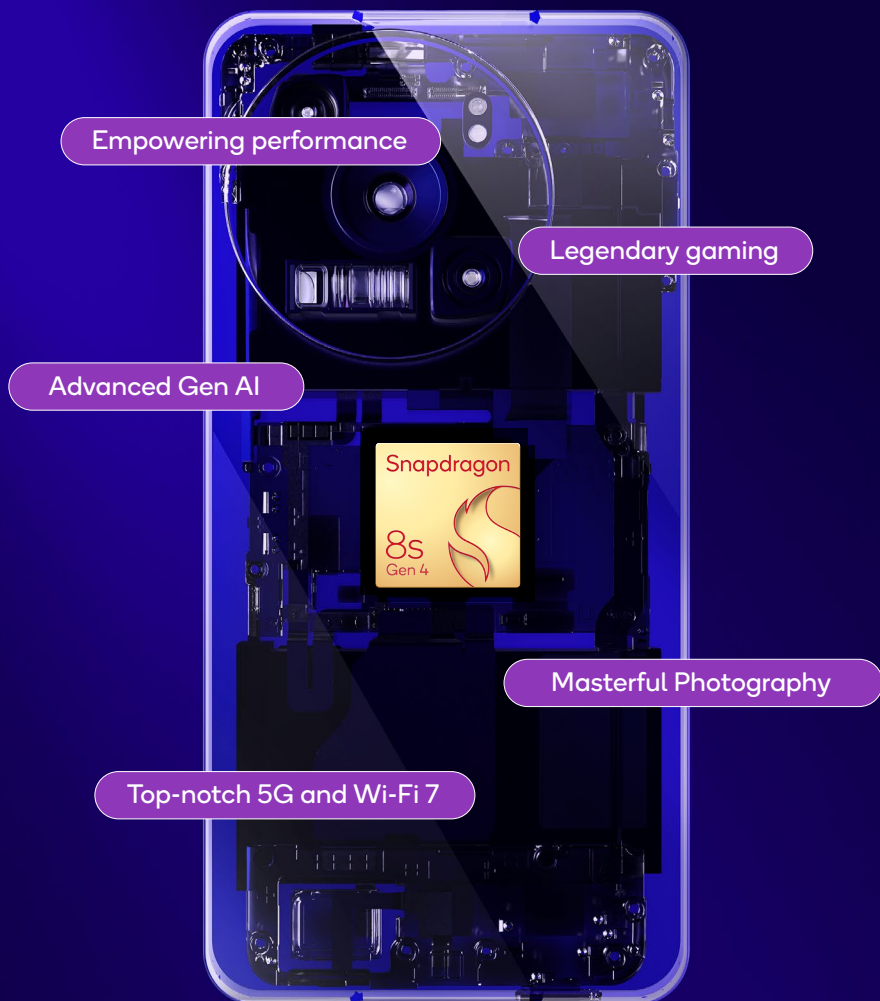 Empowering performance
Legendary gaming
Advanced Gen AI
Snapdragon
8s
Gen 4
Masterful Photography
Top-notch 5G and Wi-Fi 7